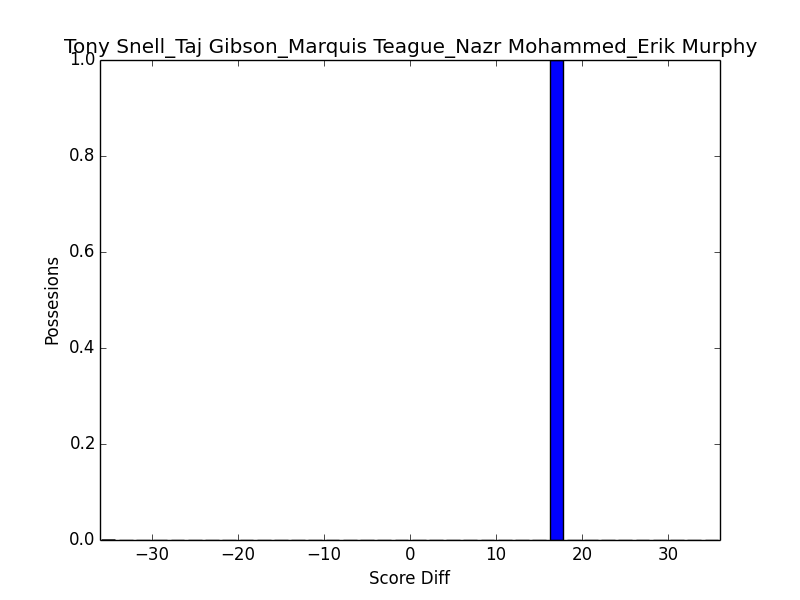 Tony Snell_Taj Gibson_Marquis Teague_Nazr Mohammed_Erik Murphy
1.0
0.8
0.6
0.4
0.2
0.0
Possesions
−30 −20 −10 0 10 20 30
Score Diff